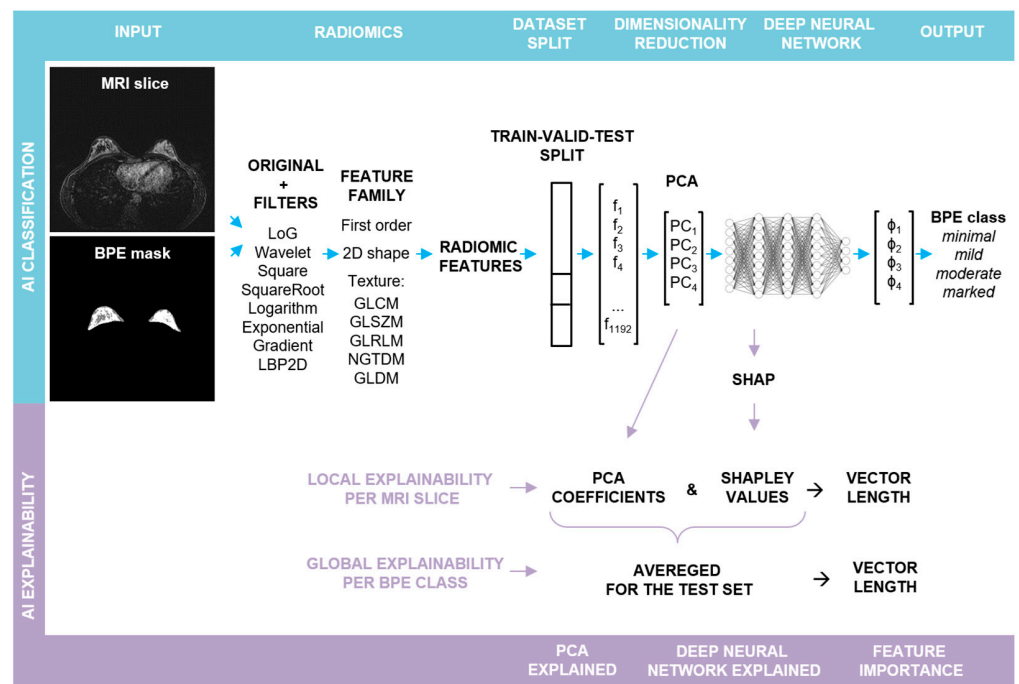 INPUT
RADIOMICS
DATASET
SPLIT
DIMENSIONALITY
REDUCTION
DEEP NEURAL
NETWORK
OUTPUT
AI CLASSIFICATION
MRI slice
BPE mask
ORIGINAL
+
FILTERS
LoG
Wavelet
Square
SquareRoot
Logarithm
Exponential
Gradient
LBP2D
FEATURE
FAMILY
First order
2D shape
Texture:
GLCM
GLSZM
GLRLM
NGTDM
GLDM
RADIOMIC
FEATURES
TRAIN-VALID-TEST
SPLIT
f1
f2
f3
f4
...
f1192
PCA
PC1
PC2
PC3
PC4
ϕ1
ϕ2
ϕ3
ϕ4
BPE class
minimal
mild
moderate
marked
SHAP
AI EXPLAINABILITY
LOCAL EXPLAINABILITY
PER MRI SLICE
PCA
COEFFICIENTS
&
SHAPLEY
VALUES
VECTOR
LENGTH
GLOBAL EXPLAINABILITY
PER BPE CLASS
AVEREGED
FOR THE TEST SET
VECTOR
LENGTH
PCA
EXPLAINED
DEEP NEURAL
NETWORK EXPLAINED
FEATURE
IMPORTANCE